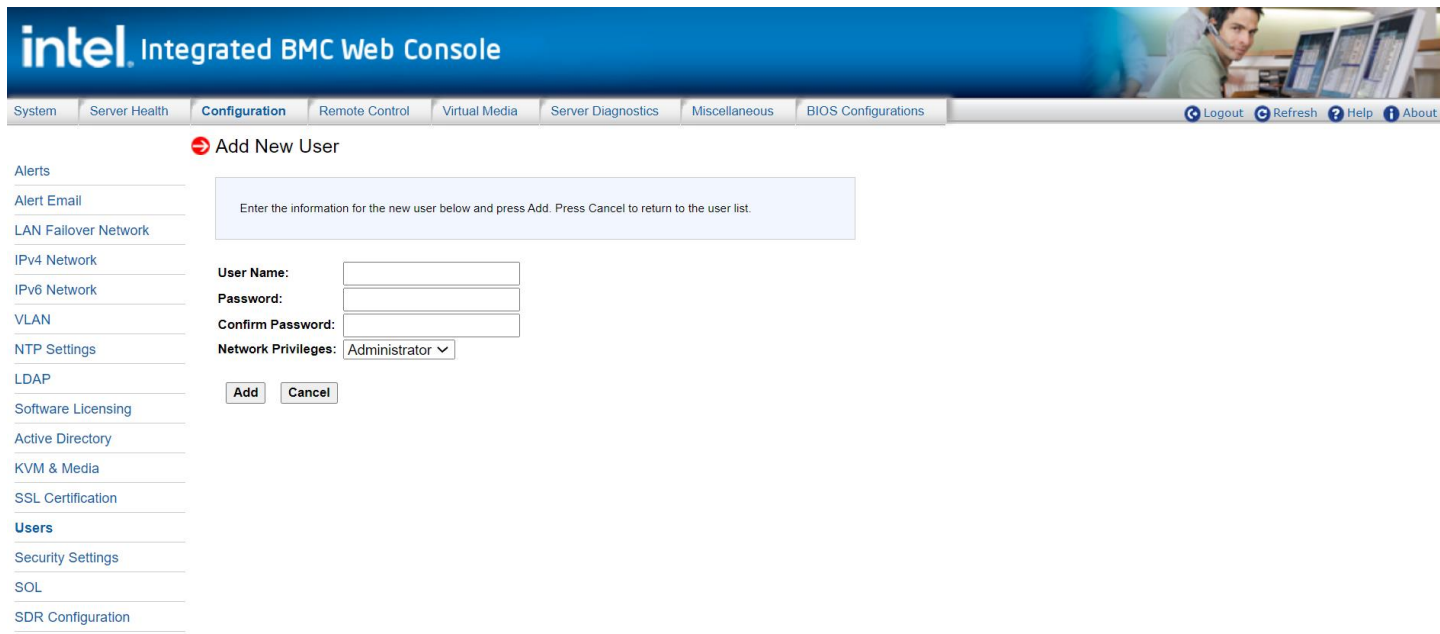 intel. Integrated BMC Web Console
System Server Health Configuration Remote Control Virtual Media Server Diagnostics Miscellaneous BIOS Configurations Logout Refresh ? Help i About
Add New User
Alerts
Alert Email
LAN Failover Network
IPv4 Network
IPv6 Network
VLAN
NTP Settings
LDAP
Software Licensing
Active Directory
KVM & Media
SSL Certification
Users
Security Settings
SOL
SDR Configuration
Enter the information for the new user below and press Add. Press Cancel to return to the user list.
User Name:
Password:
Confirm Password:
Network Privileges: Administrator
Add Cancel